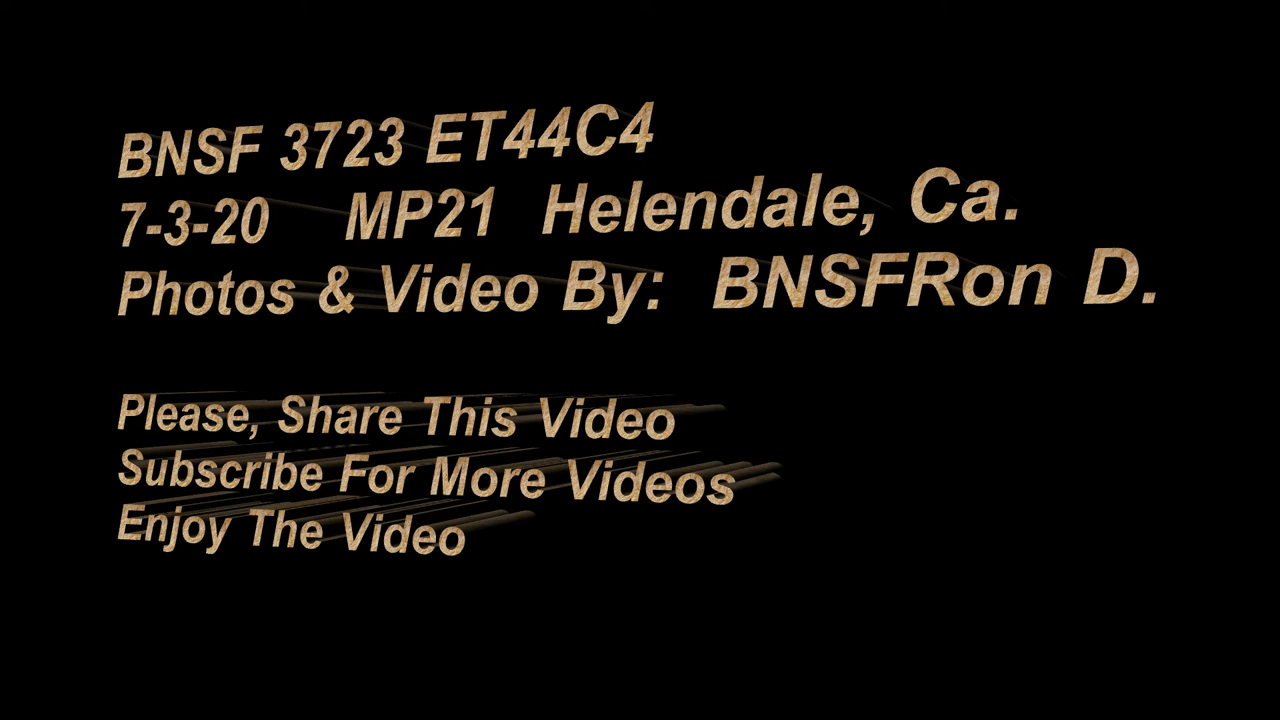 BNSF 3723 ET44C4
7-3-20 MP21 Helendale, Ca.
Photos & Video By: BNSFRon D.
Please, Share This Video
Subscribe For More Videos
Enjoy The Video